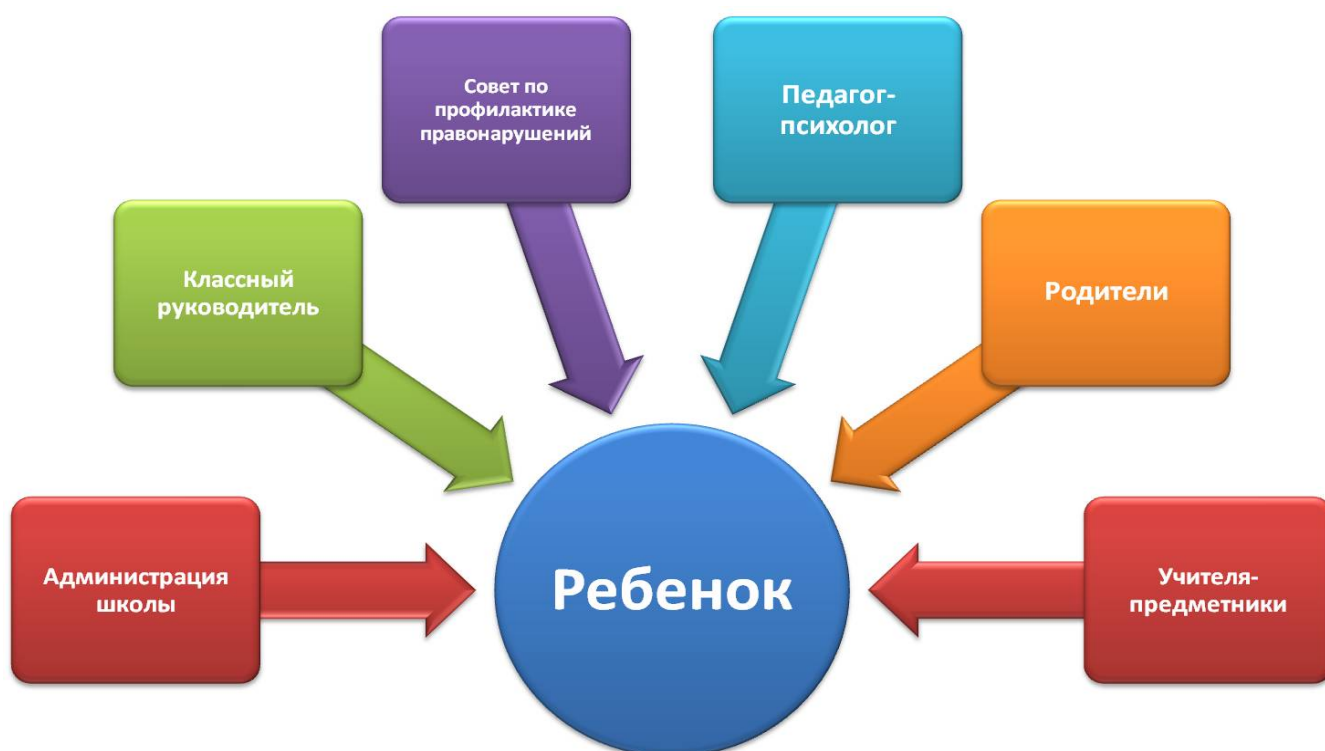 Совет по
профилактике
правонарушений
Педагог-
психолог
Классный
руководитель
Родители
Администрация
школы
Ребенок
Учителя-
предметники